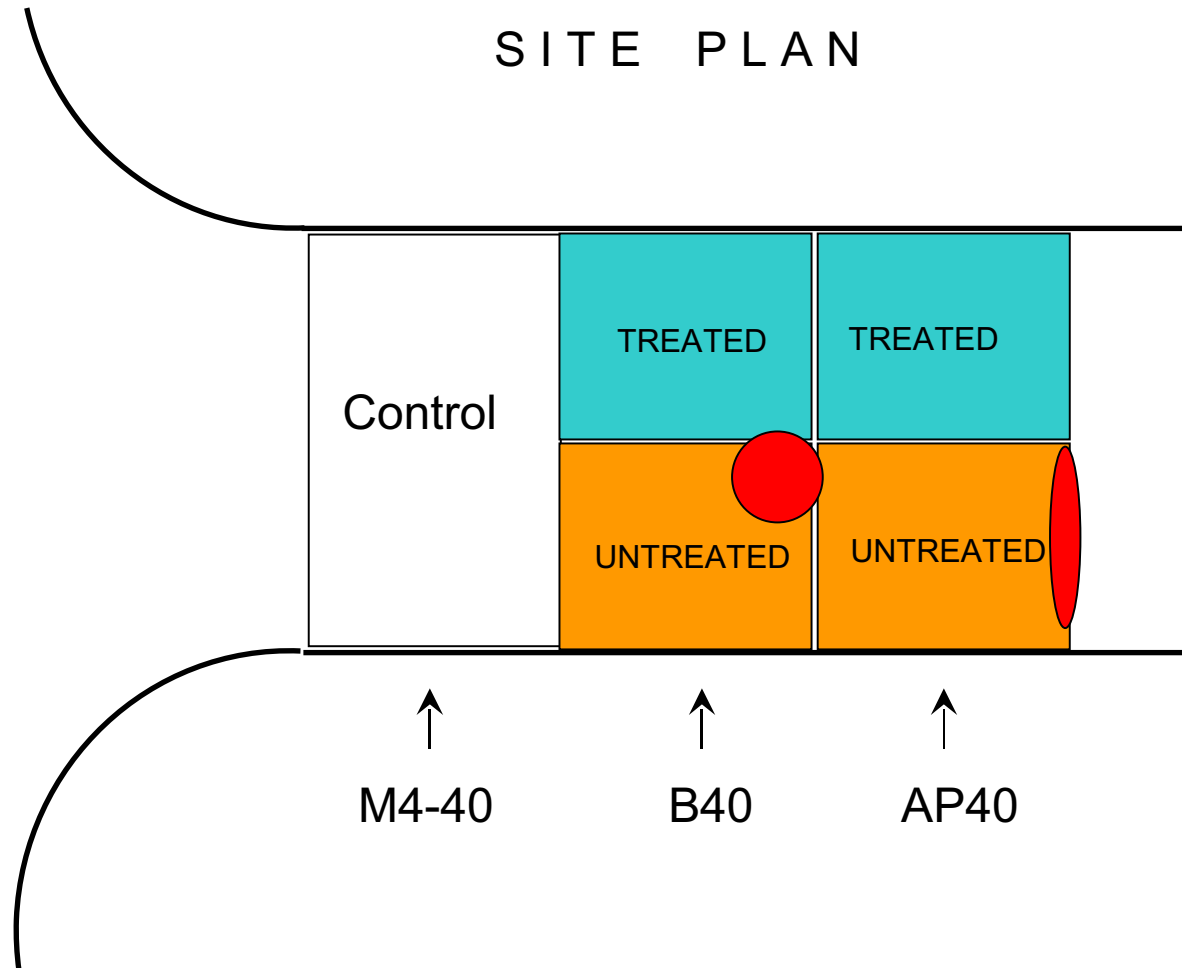 SITE PLAN
TREATED
TREATED
Control
UNTREATED
UNTREATED
M4-40
B40
AP40